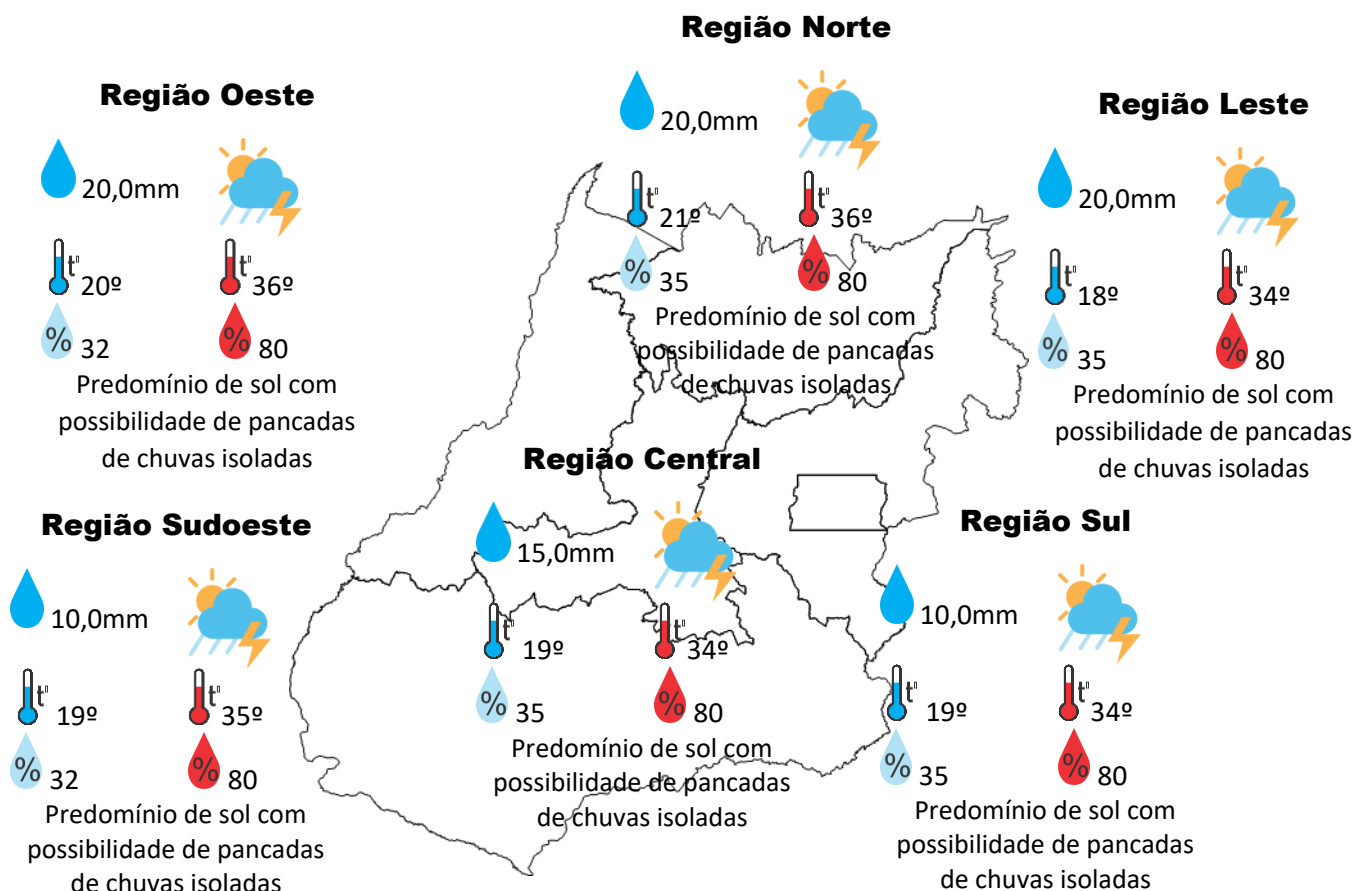 Região Norte
20,0mm
t°
21º
t°
36º
%
35
%
80
Predomínio de sol com
possibilidade de pancadas
de chuvas isoladas
Região Oeste
20,0mm
t°
20º
t°
36º
%
32
%
80
Predomínio de sol com
possibilidade de pancadas
de chuvas isoladas
Região Leste
20,0mm
t°
18º
t°
34º
%
35
%
80
Predomínio de sol com
possibilidade de pancadas
de chuvas isoladas
Região Central
15,0mm
t°
19º
t°
34º
%
35
%
80
Predomínio de sol com
possibilidade de pancadas
de chuvas isoladas
Região Sudoeste
10,0mm
t°
19º
t°
35º
%
32
%
80
Predomínio de sol com
possibilidade de pancadas
de chuvas isoladas
Região Sul
10,0mm
t°
19º
t°
34º
%
35
%
80
Predomínio de sol com
possibilidade de pancadas
de chuvas isoladas